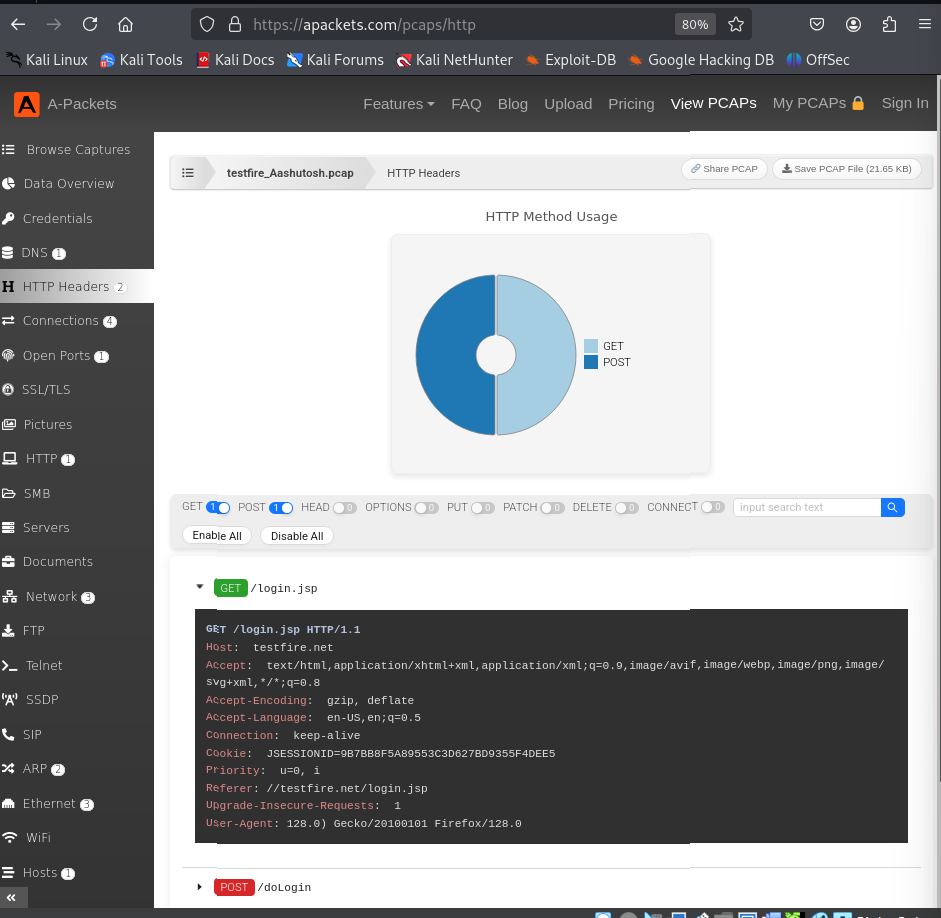 https://apackets.com/pcaps/http
80%
Kali Linux
Kali Tools
Kali Docs
Kali Forums
Kali NetHunter
Exploit-DB
Google Hacking DB
OffSec
A-Packets
Features
FAQ
Blog
Upload
Pricing
View PCAPs
My PCAPs
Sign In
Browse Captures
Data Overview
Credentials
DNS 1
HTTP Headers 2
Connections 4
Open Ports 1
SSL/TLS
Pictures
HTTP 1
SMB
Servers
Documents
Network 3
FTP
Telnet
SSDP
SIP
ARP 2
Ethernet 3
WiFi
Hosts 1
testfire_Aashutosh.pcap
HTTP Headers
Share PCAP
Save PCAP File (21.65 KB)
HTTP Method Usage
GET
POST
GET 1 POST 1 HEAD 0 OPTIONS 0 PUT 0 PATCH 0 DELETE 0 CONNECT 0 input search text
Enable All Disable All
GET /login.jsp
GET /login.jsp HTTP/1.1
Host: testfire.net
Accept: text/html,application/xhtml+xml,application/xml;q=0.9,image/avif,image/webp,image/png,image/
svg+xml,*/*;q=0.8
Accept-Encoding: gzip, deflate
Accept-Language: en-US,en;q=0.5
Connection: keep-alive
Cookie: JSESSIONID=9B7BB8F5A89553C3D627BD9355F4DEE5
Priority: u=0, i
Referer: //testfire.net/login.jsp
Upgrade-Insecure-Requests: 1
User-Agent: 128.0) Gecko/20100101 Firefox/128.0
POST /doLogin